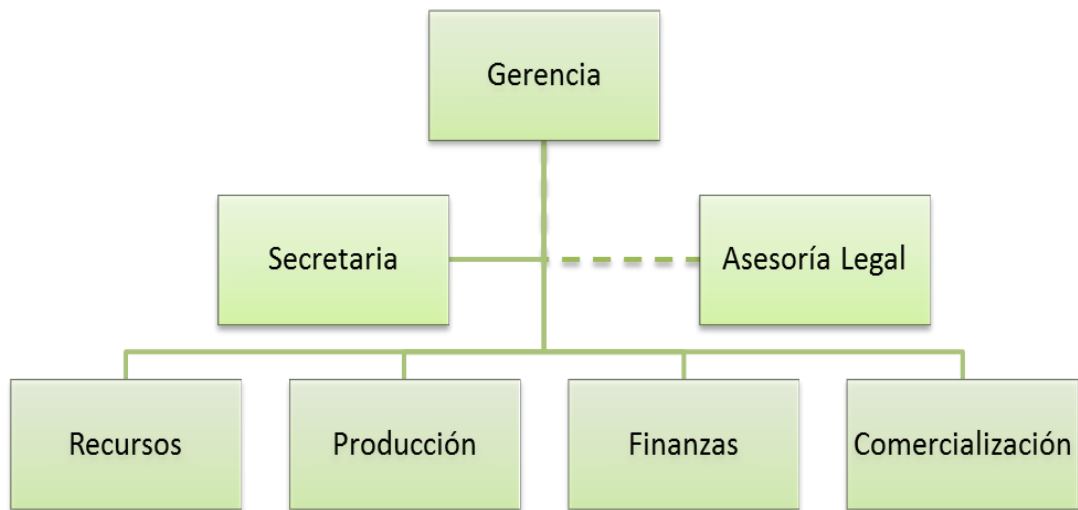 Gerencia
Secretaria
Asesoría Legal
Recursos
Producción
Finanzas
Comercialización